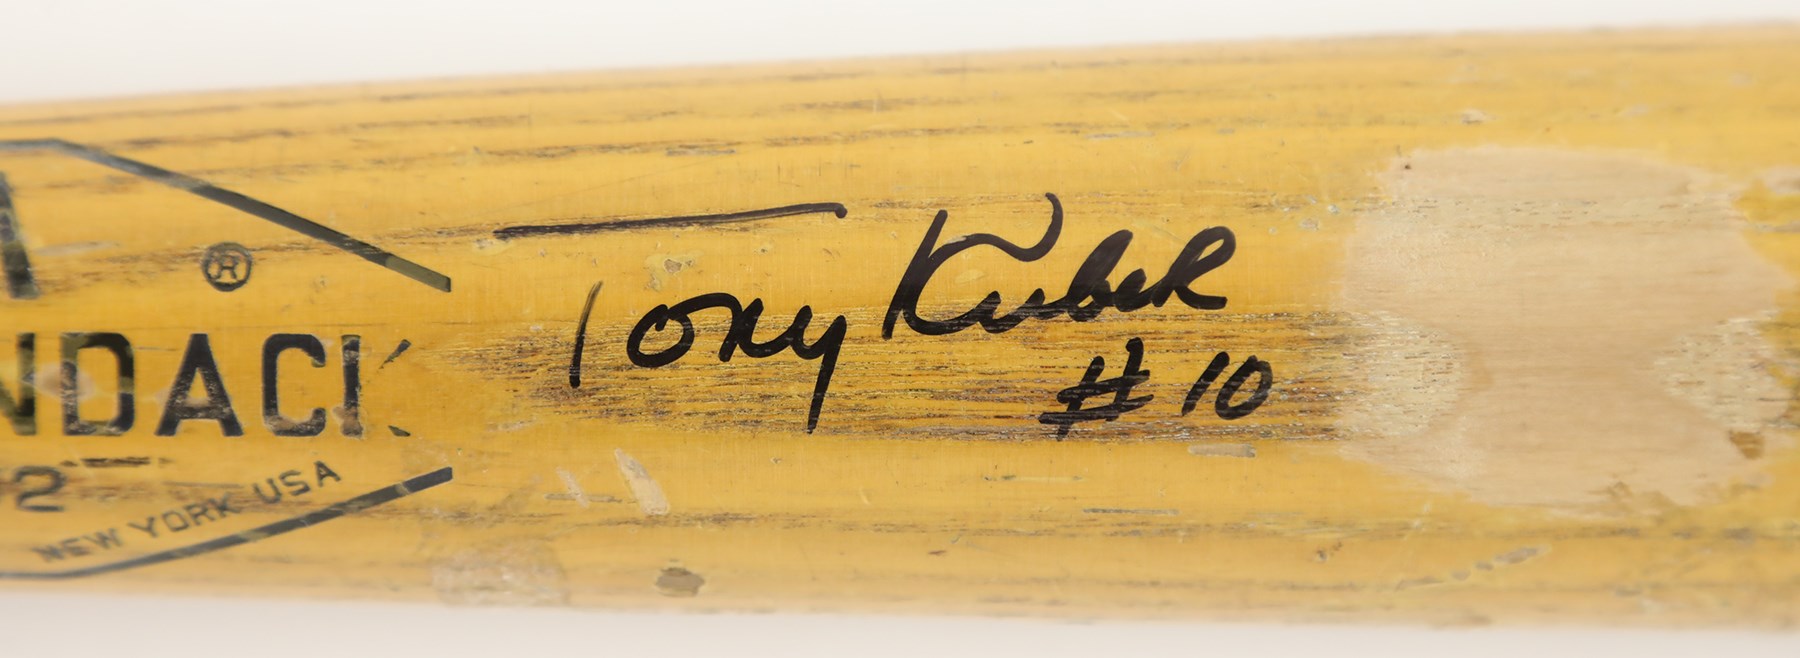 ®
NDACK
2
NEW YORK USA
Tony Kubek
#10